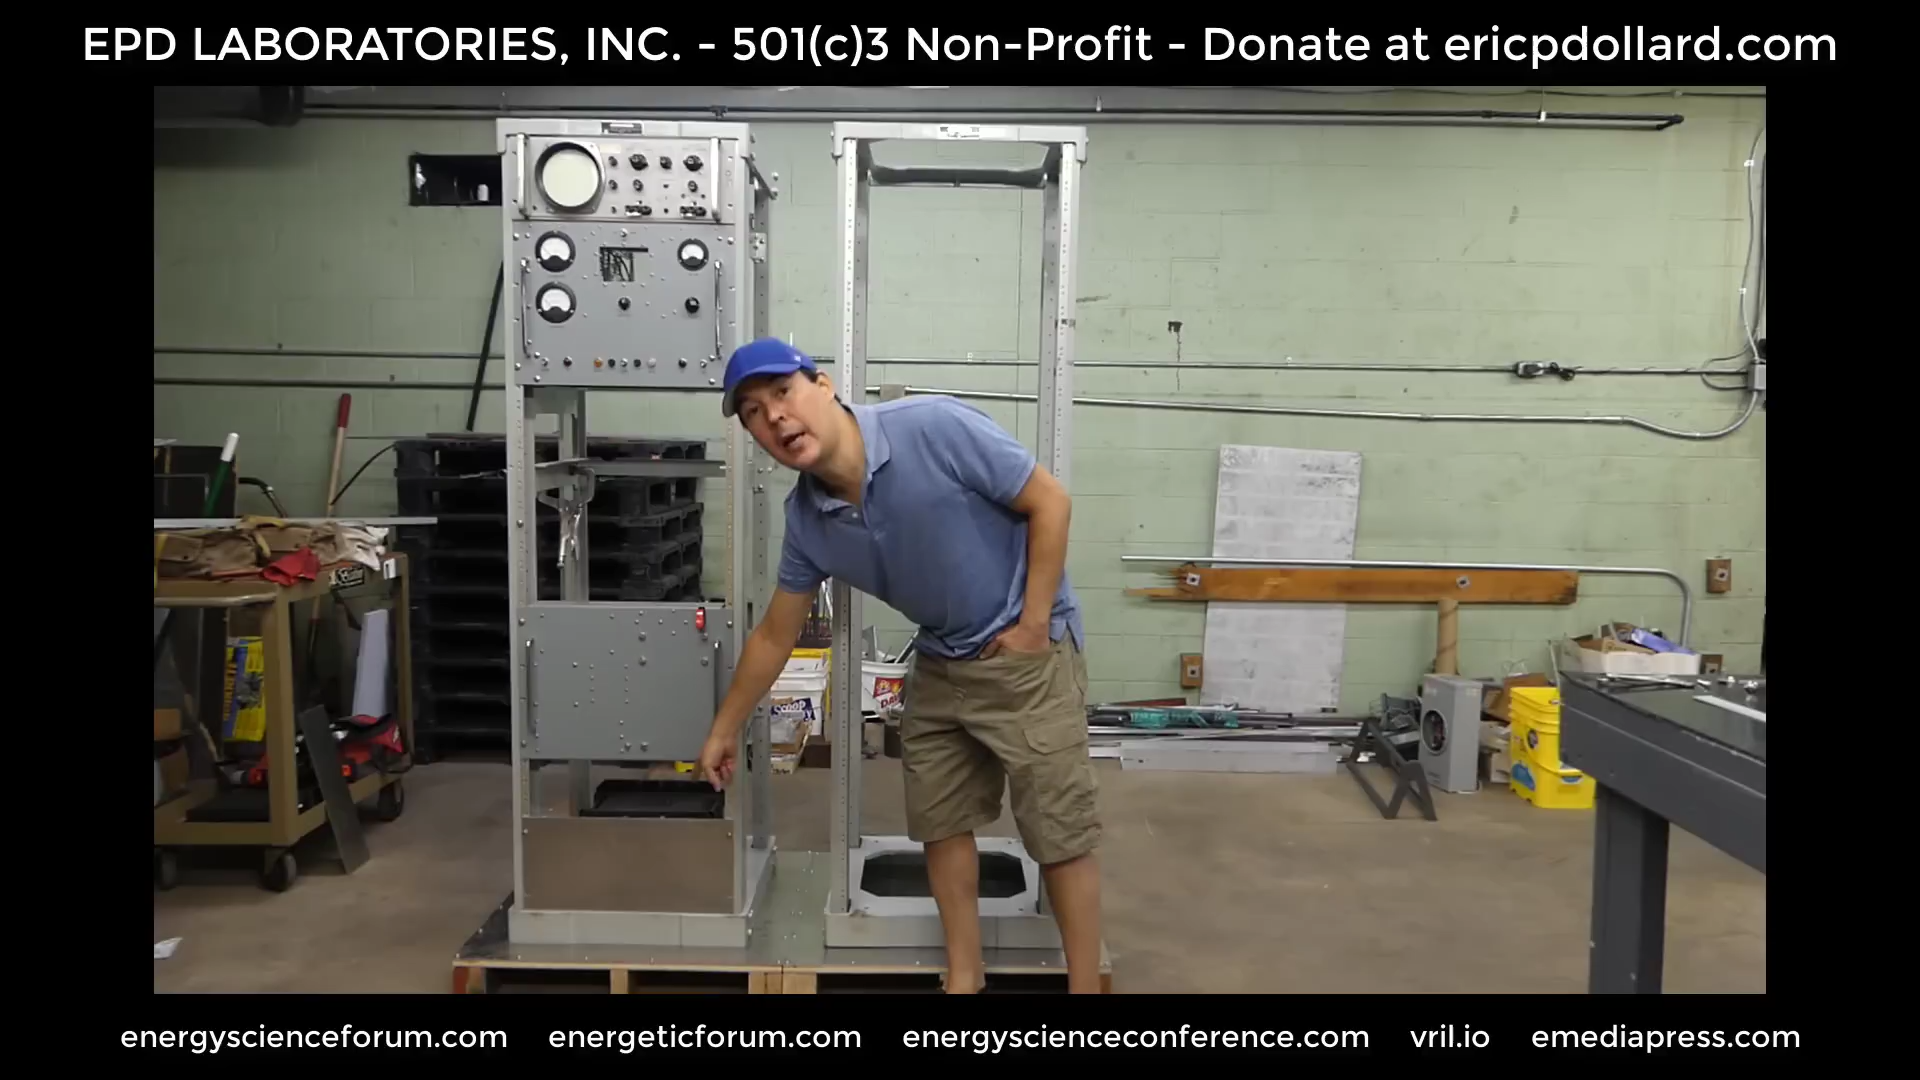 EPD LABORATORIES, INC. - 501(c)3 Non-Profit - Donate at ericpdollard.com
Scoop
energyscienceforum.com energeticforum.com energyscienceconference.com vril.io emediapress.com